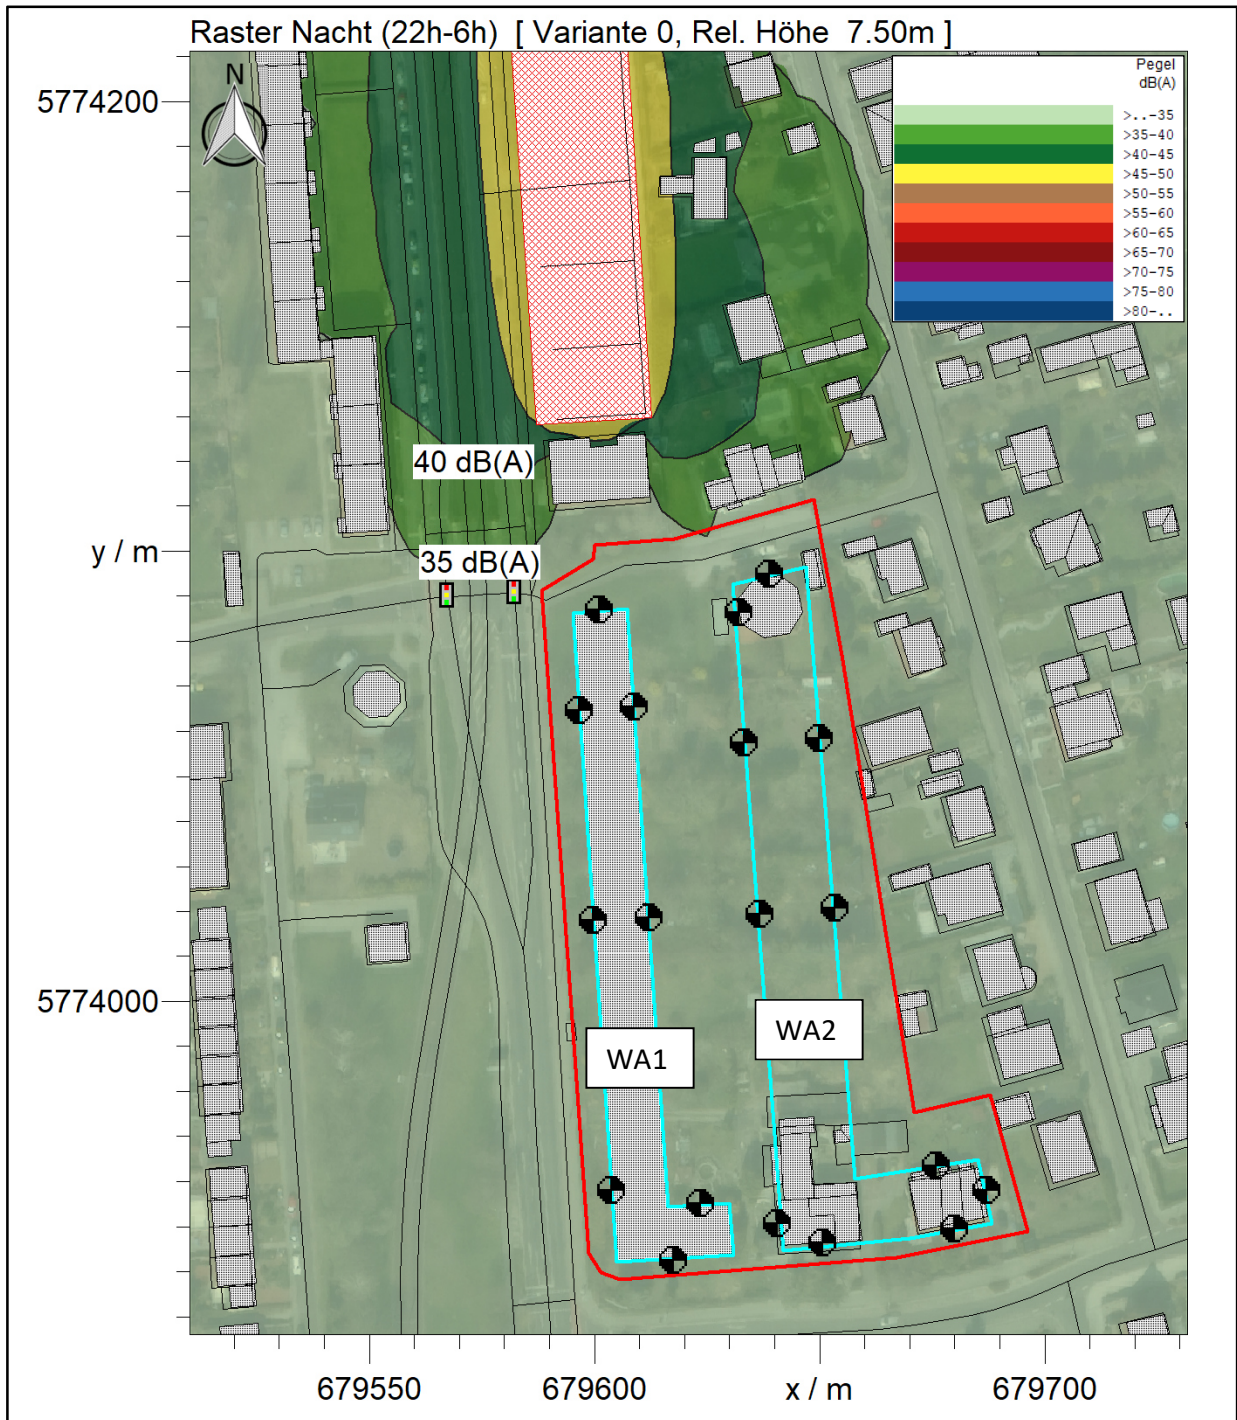 Raster Nacht (22h-6h) [ Variante 0, Rel. Höhe 7.50m ]
N
Pegel
dB(A)
>..-35
>35-40
>40-45
>45-50
>50-55
>55-60
>60-65
>65-70
>70-75
>75-80
>80-..
5774200
40 dB(A)
y / m
35 dB(A)
5774000
WA1
WA2
679550
679600
x / m
679700